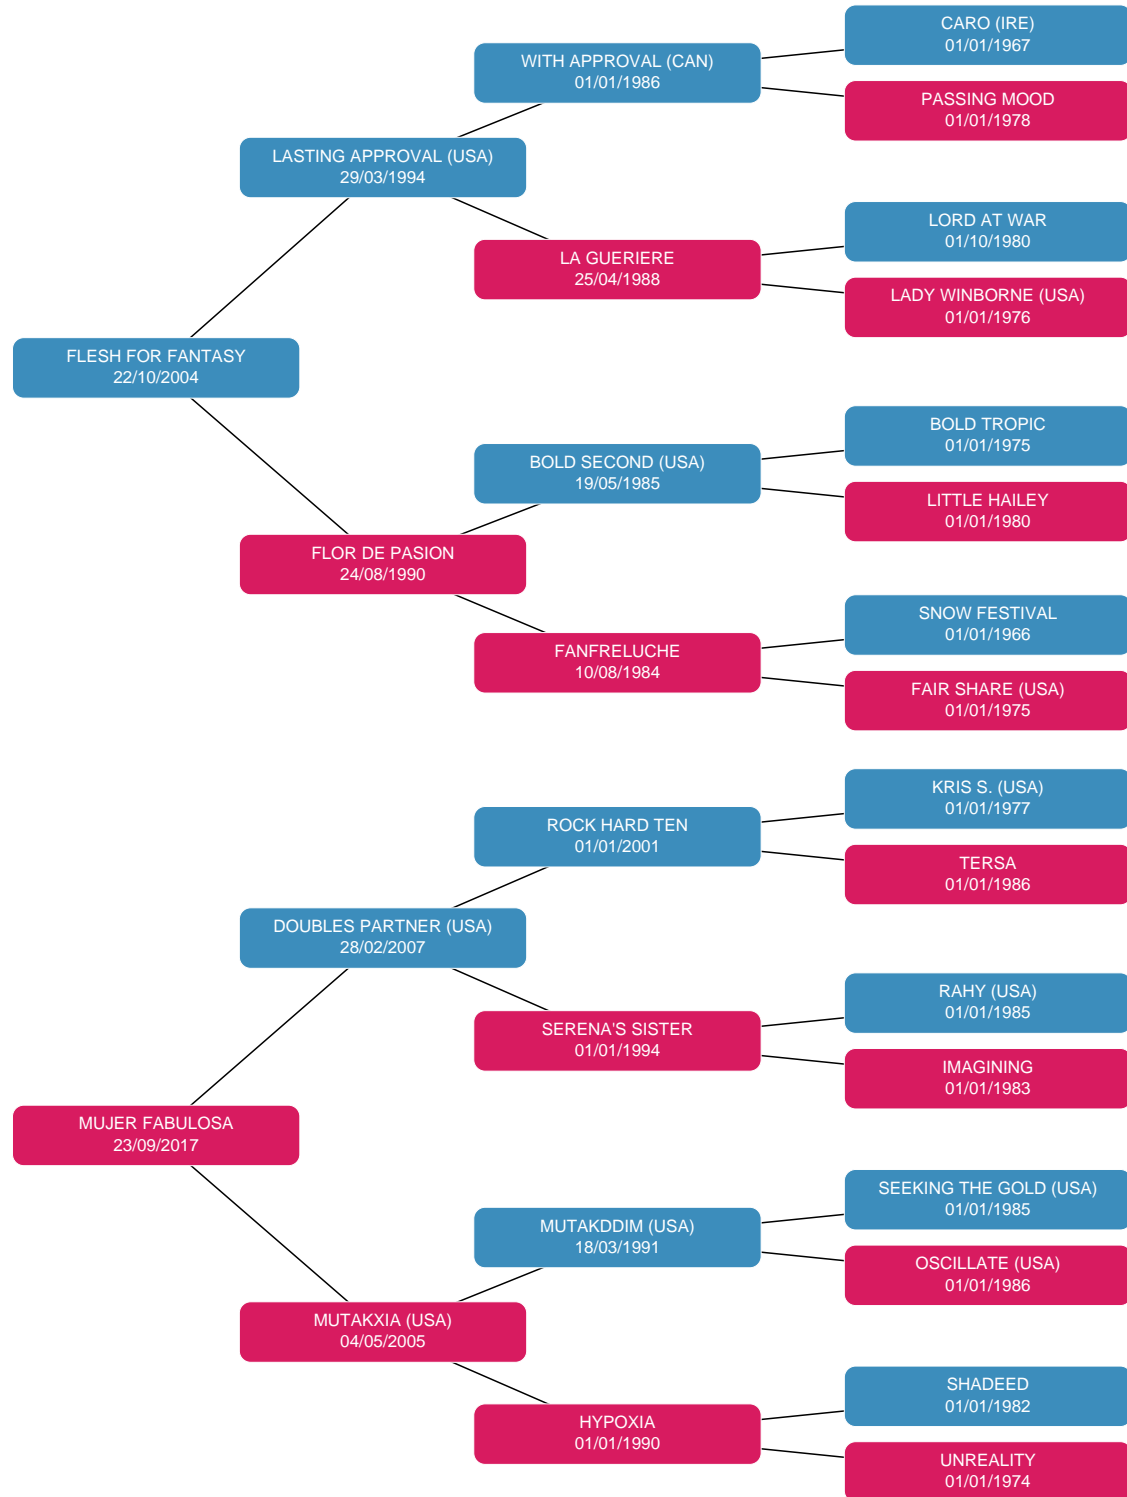 CARO (IRE)
01/01/1967
WITH APPROVAL (CAN)
01/01/1986
PASSING MOOD
01/01/1978
LASTING APPROVAL (USA)
29/03/1994
LORD AT WAR
01/10/1980
LA GUERIERE
25/04/1988
LADY WINBORNE (USA)
01/01/1976
FLESH FOR FANTASY
22/10/2004
BOLD TROPIC
01/01/1975
BOLD SECOND (USA)
19/05/1985
LITTLE HAILEY
01/01/1980
FLOR DE PASION
24/08/1990
SNOW FESTIVAL
01/01/1966
FANFRELUCHE
10/08/1984
FAIR SHARE (USA)
01/01/1975
KRIS S. (USA)
01/01/1977
ROCK HARD TEN
01/01/2001
TERSA
01/01/1986
DOUBLES PARTNER (USA)
28/02/2007
RAHY (USA)
01/01/1985
SERENA'S SISTER
01/01/1994
IMAGINING
01/01/1983
MUJER FABULOSA
23/09/2017
SEEKING THE GOLD (USA)
01/01/1985
MUTAKDDIM (USA)
18/03/1991
OSCILLATE (USA)
01/01/1986
MUTAKXIA (USA)
04/05/2005
SHADEED
01/01/1982
HYPOXIA
01/01/1990
UNREALITY
01/01/1974